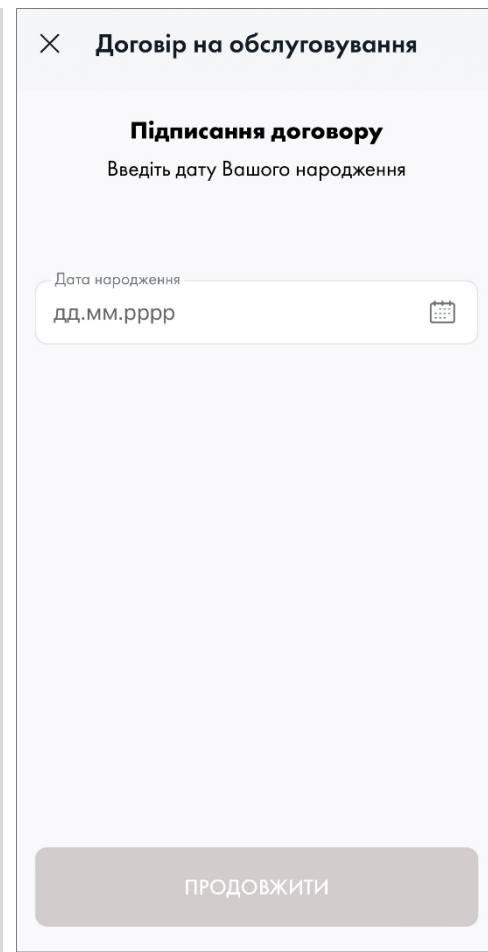 Договір на обслуговування
Підписання договору
Введіть дату Вашого народження
Дата народження
дд.мм.рррр
ПРОДОВЖИТИ